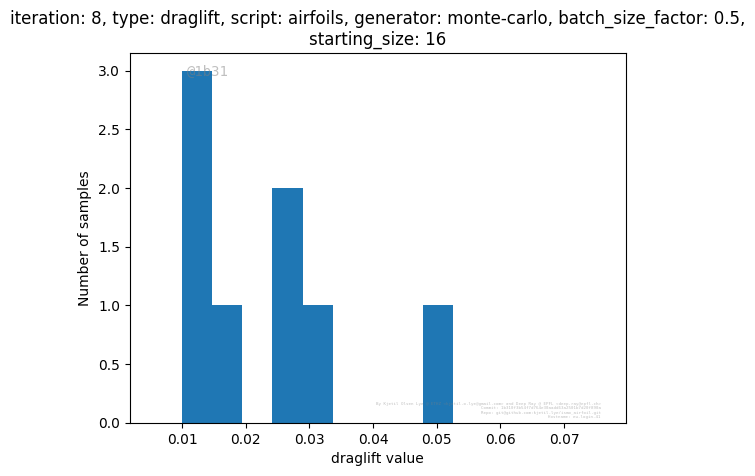 iteration: 8, type: draglift, script: airfoils, generator: monte-carlo, batch_size_factor: 0.5,
starting_size: 16
@1b31
3.0
2.5
2.0
1.5
1.0
0.5
0.0
Number of samples
0.01 0.02 0.03 0.04 0.05 0.06 0.07
draglift value